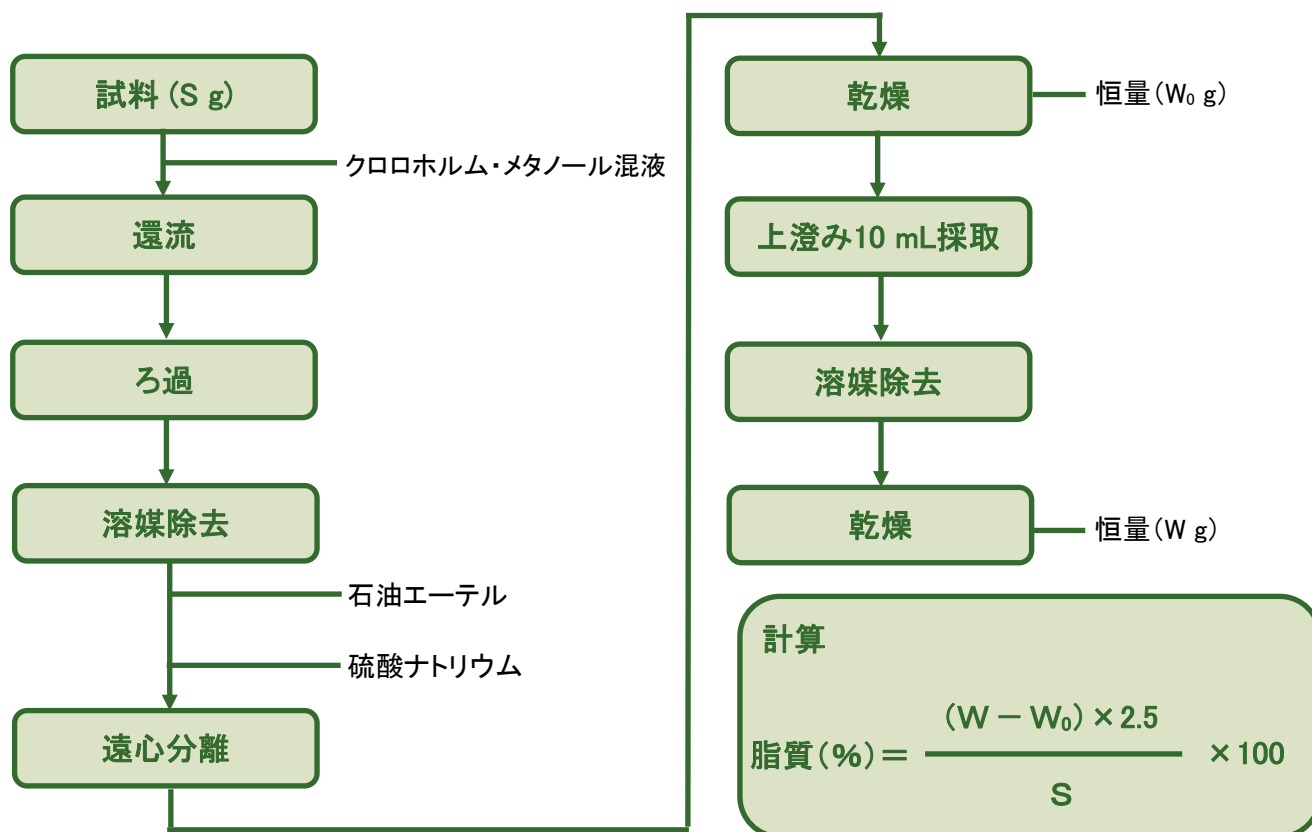 試料(S g)
クロロホルム・メタノール混液
還流
ろ過
溶媒除去
石油エーテル
硫酸ナトリウム
遠心分離
乾燥
恒量(W₀ g)
上澄み10 mL採取
溶媒除去
乾燥
恒量(W g)
計算
(W － W₀) × 2.5
脂質(%)＝ × 100
S